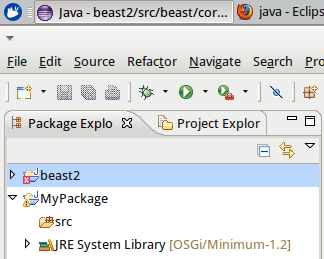 Java - beast2/src/beast/cor... java - Eclips
File Edit Source Refactor Navigate Search Pro
Package Explo Project Explor
beast2
MyPackage
src
JRE System Library [OSGi/Minimum-1.2]